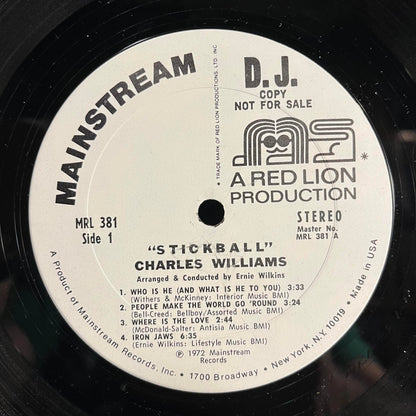 MAINSTREAM
• TRADE MARK OF RED LION PRODUCTIONS, LTD. INC.
D.J.
COPY
NOT FOR SALE
MS
A RED LION
PRODUCTION
MRL 381
Side 1
STEREO
Master No.
MRL 381 A
"STICKBALL"
CHARLES WILLIAMS
Arranged & Conducted by Ernie Wilkins
1. WHO IS HE (AND WHAT IS HE TO YOU) 3:33
(Withers & McKinney: Interior Music BMI)
2. PEOPLE MAKE THE WORLD GO 'ROUND 3:24
(Bell-Creed: Bellboy/Assorted Music BMI)
3. WHERE IS THE LOVE 2:44
(McDonald-Salter: Antisia Music BMI)
4. IRON JAWS 6:35
(Ernie Wilkins: Lifestyle Music BMI)
Ⓟ 1972 Mainstream
Records
A Product of Mainstream Records, Inc. • 1700 Broadway • New York, N.Y. 10019 • Made in USA